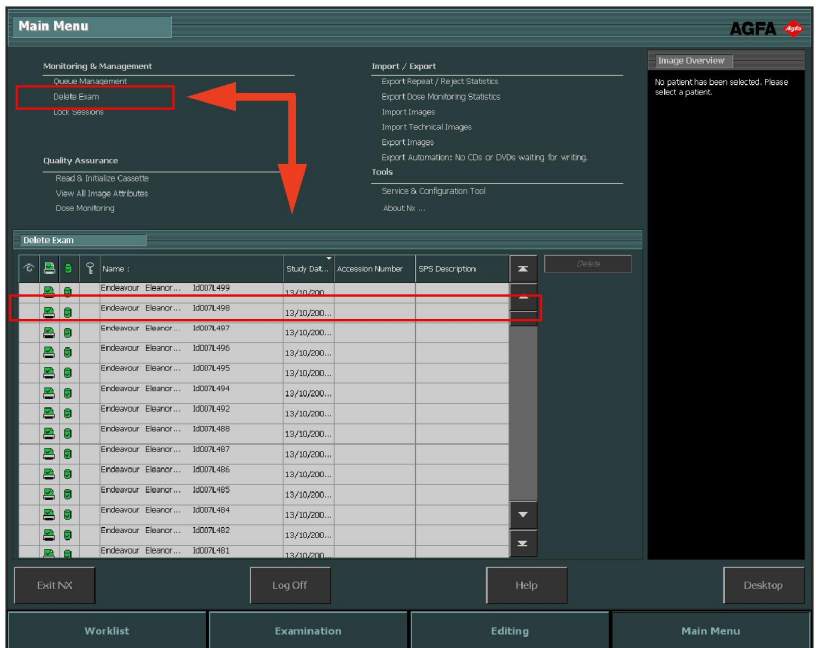 Main Menu
AGFA
Agfa
Monitoring & Management
Queue Management
Delete Exam
Lock Sessions
Quality Assurance
Read & Initialize Cassette
View All Image Attributes
Dose Monitoring
Import / Export
Export Repeat / Reject Statistics
Export Dose Monitoring Statistics
Import Images
Import Technical Images
Export Images
Export Automation: No CDs or DVDs waiting for writing.
Tools
Service & Configuration Tool
About Nx ...
Image Overview
No patient has been selected. Please
select a patient.
Delete Exam
Name : Study Dat... Accession Number SPS Description
Delete
Endeavour Eleanor... Id007L499 13/10/200...
Endeavour Eleanor... Id007L498 13/10/200...
Endeavour Eleanor... Id007L497 13/10/200...
Endeavour Eleanor... Id007L496 13/10/200...
Endeavour Eleanor... Id007L495 13/10/200...
Endeavour Eleanor... Id007L494 13/10/200...
Endeavour Eleanor... Id007L492 13/10/200...
Endeavour Eleanor... Id007L488 13/10/200...
Endeavour Eleanor... Id007L487 13/10/200...
Endeavour Eleanor... Id007L486 13/10/200...
Endeavour Eleanor... Id007L485 13/10/200...
Endeavour Eleanor... Id007L484 13/10/200...
Endeavour Eleanor... Id007L482 13/10/200...
Endeavour Eleanor... Id007L481 13/10/200...
Exit NX
Log Off
Help
Desktop
Worklist
Examination
Editing
Main Menu